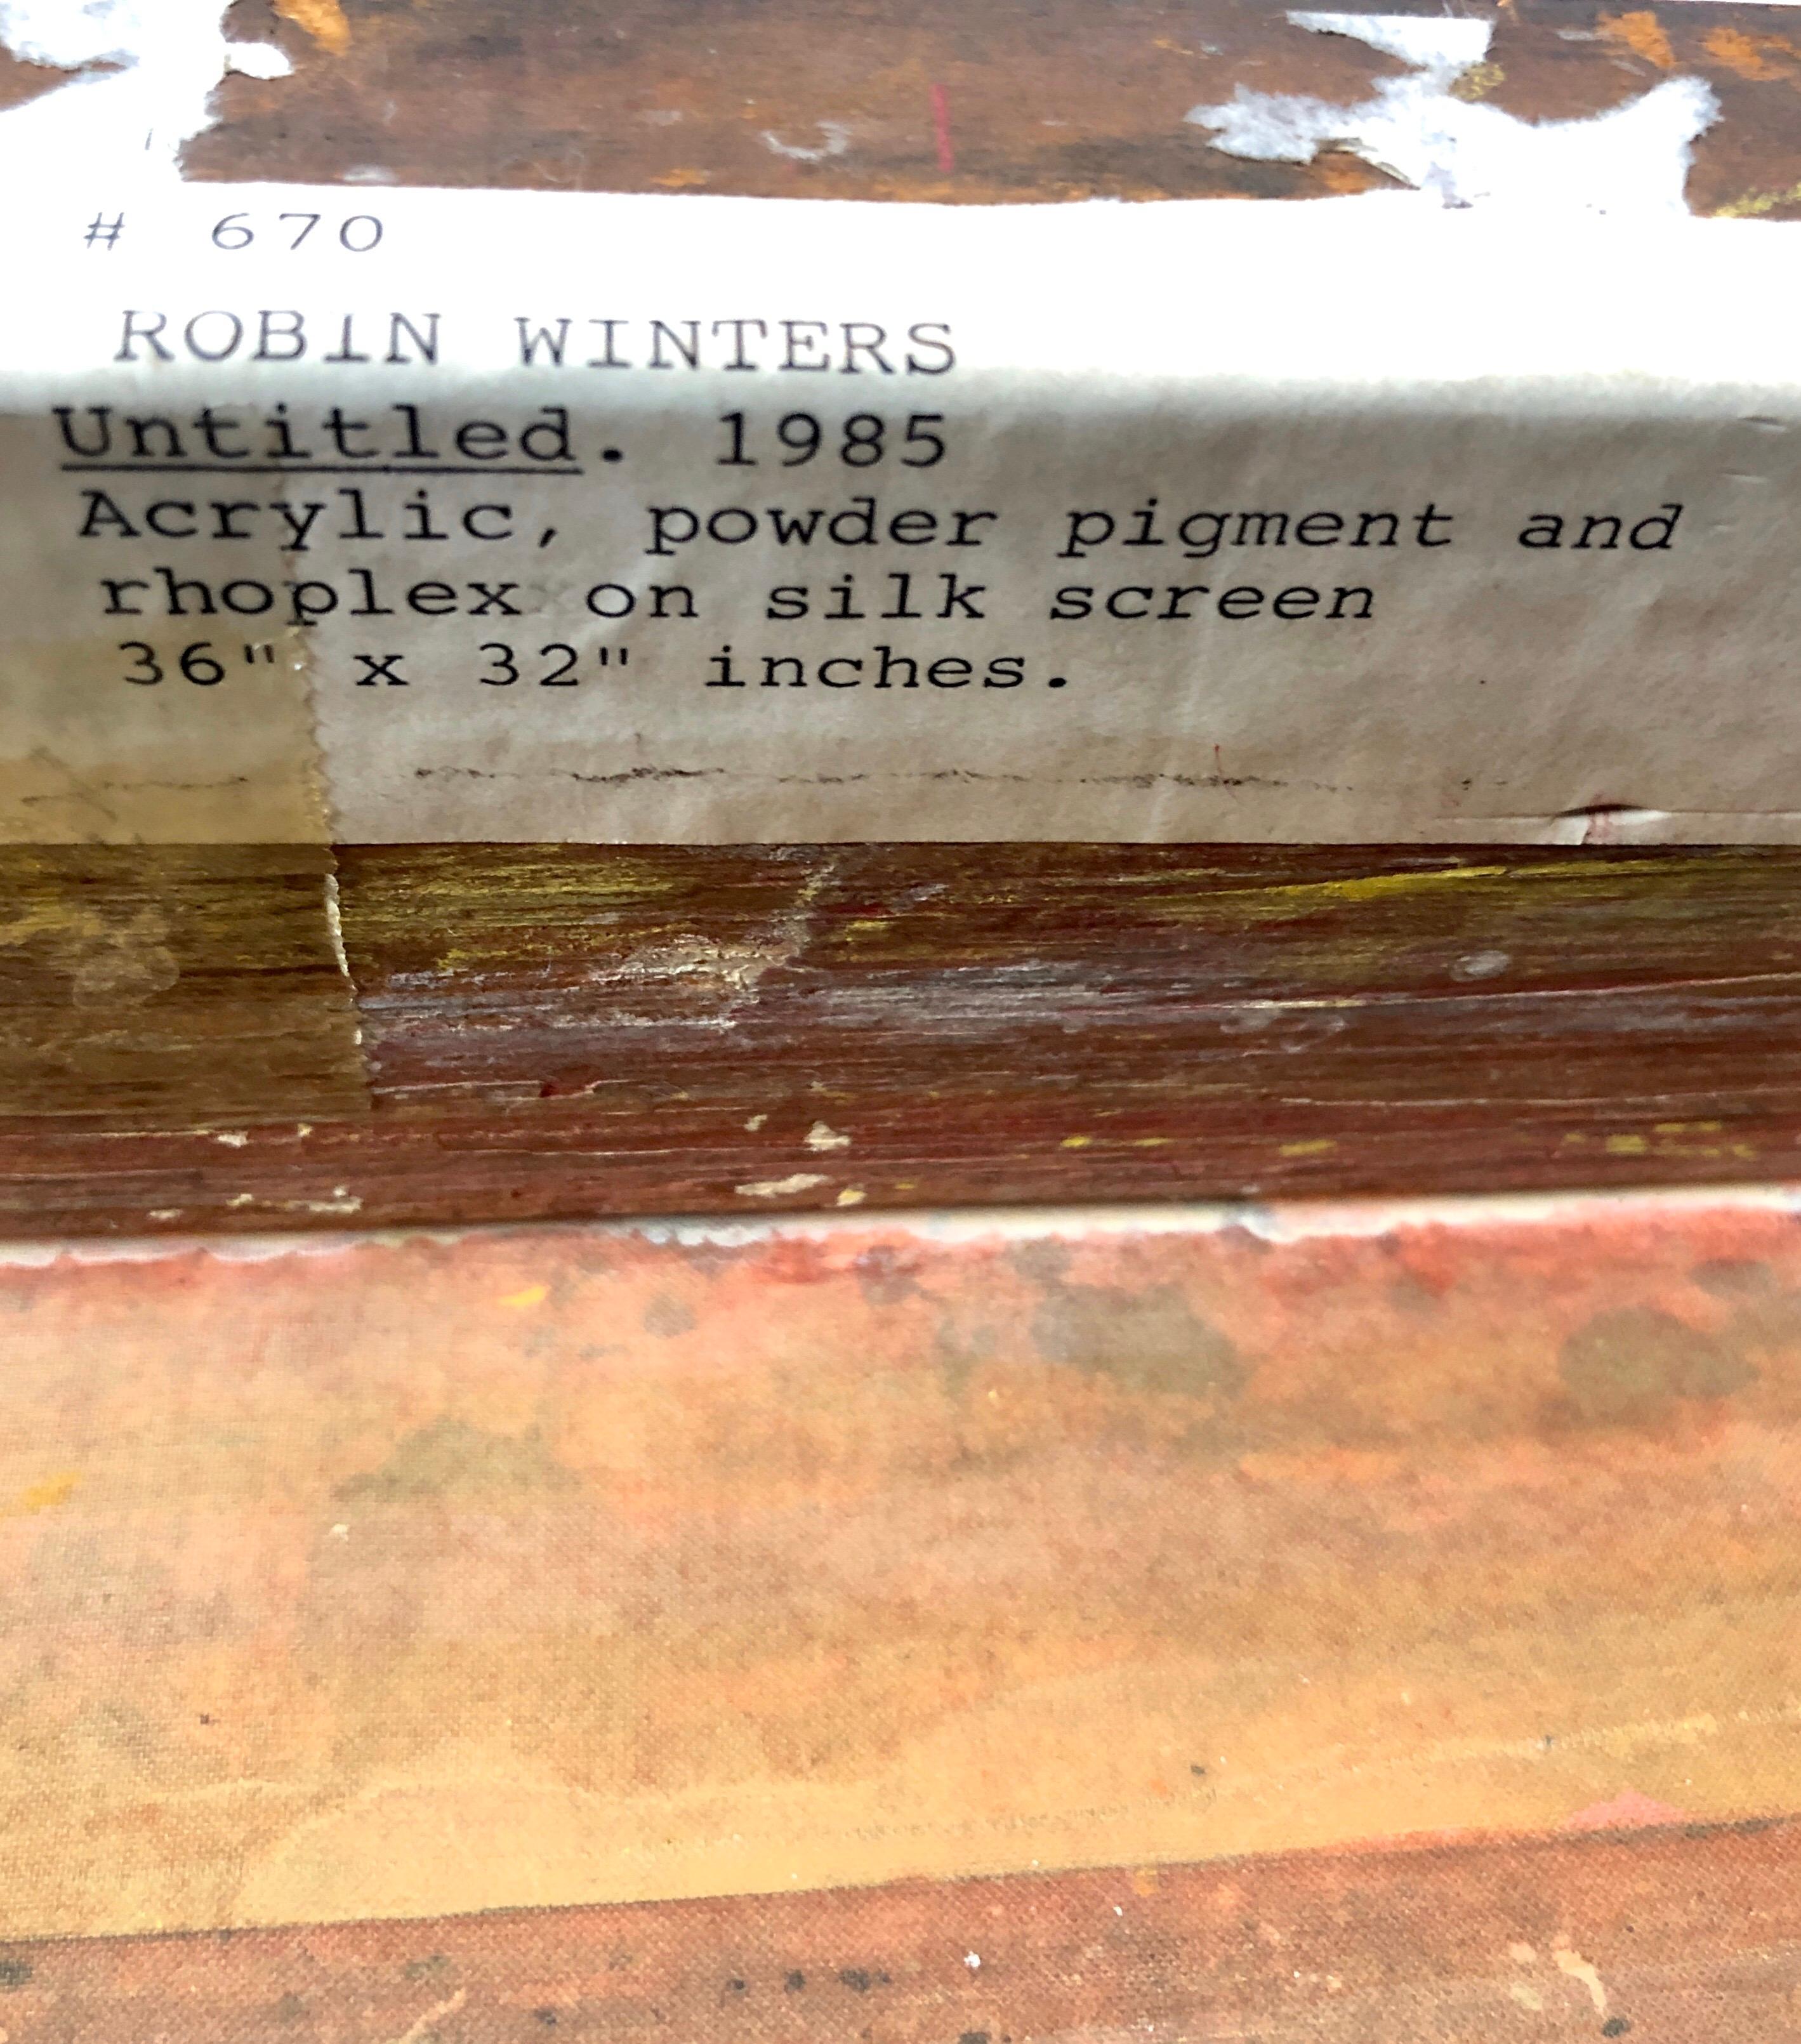 # 670
ROBIN WINTERS
Untitled. 1985
Acrylic, powder pigment and
rhoplex on silk screen
36" x 32" inches.